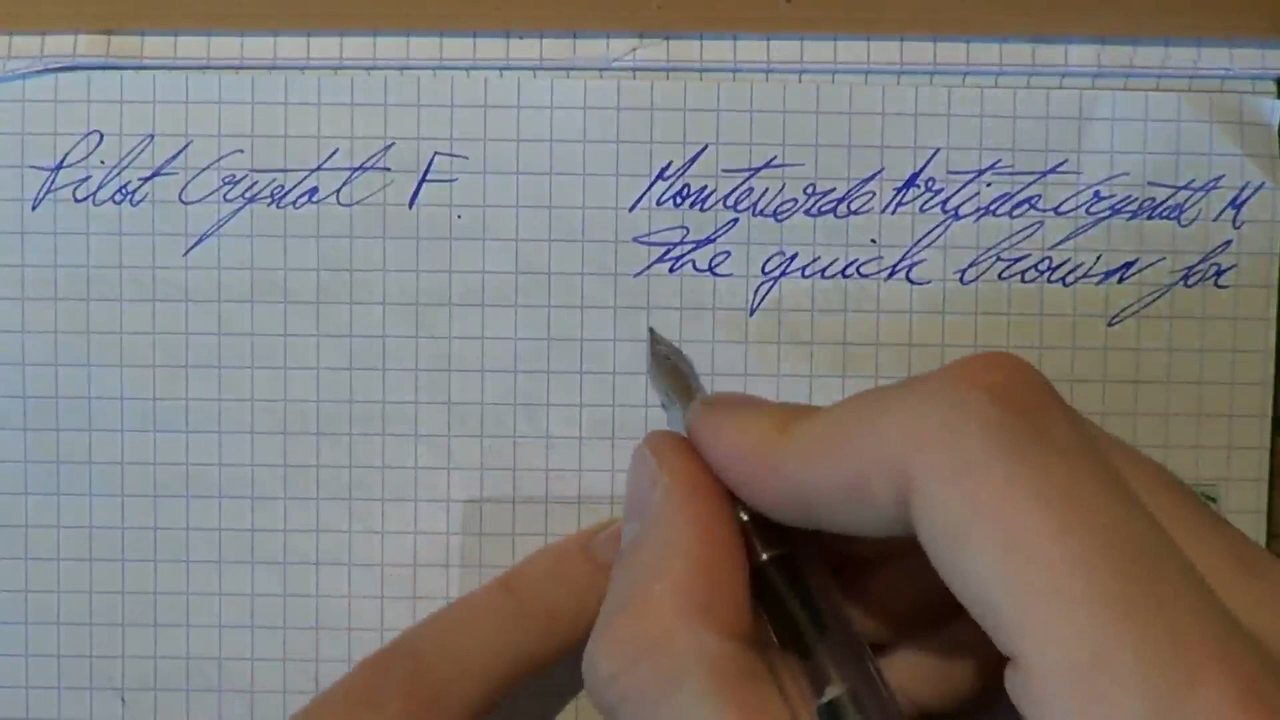 Pilot Crystal F.
Monteverde Artista Crystal M
The quick brown fox